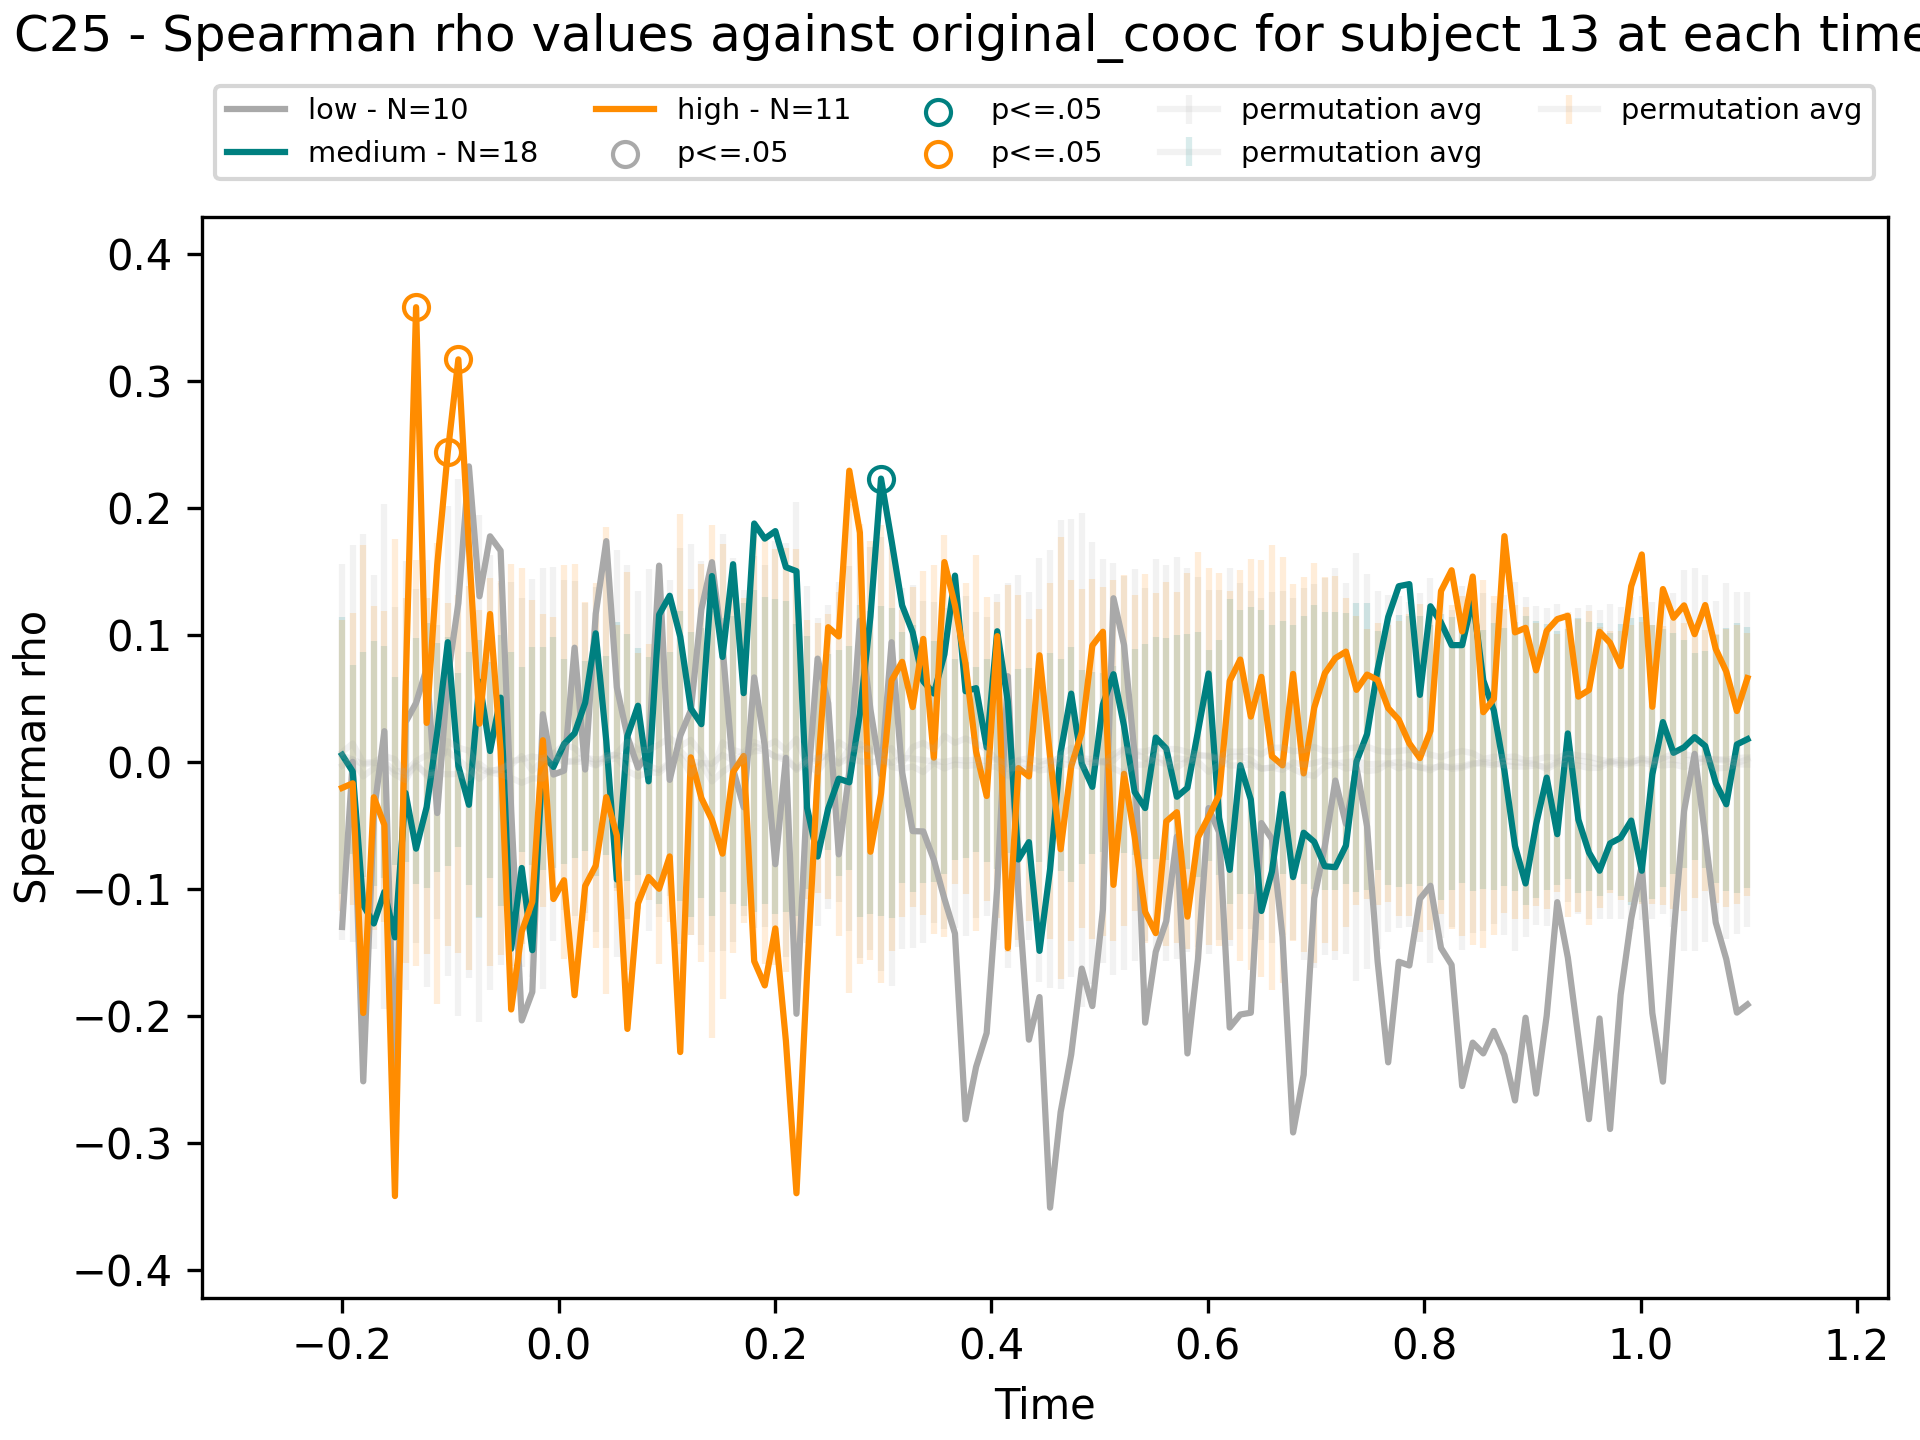 C25 - Spearman rho values against original_cooc for subject 13 at each time
low - N=10 high - N=11 p<=.05 permutation avg permutation avg
medium - N=18 p<=.05 p<=.05 permutation avg
0.4
0.3
0.2
0.1
0.0
−0.1
−0.2
−0.3
−0.4
Spearman rho
−0.2 0.0 0.2 0.4 0.6 0.8 1.0 1.2
Time